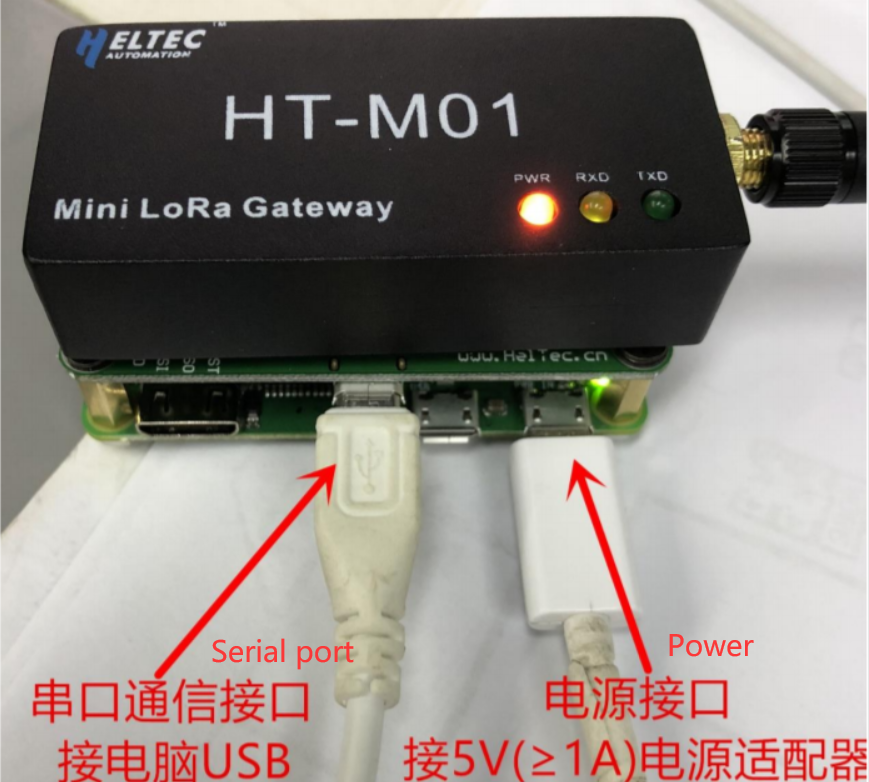 HELTEC™
AUTOMATION
HT-M01
PWR RXD TXD
Mini LoRa Gateway
www.HelTec.cn
Serial port
Power
串口通信接口
电源接口
接电脑USB
接5V(≥1A)电源适配器